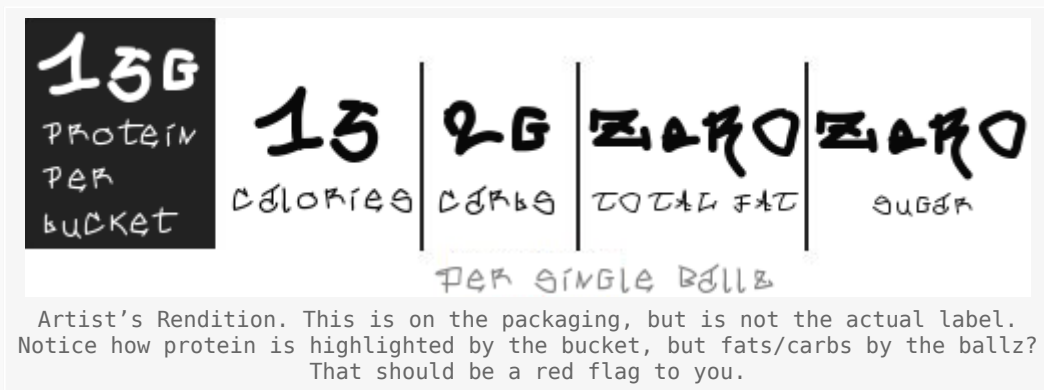 15G
PROtEiN
PER
bUCKEt
15
CALORiES
2G
CARbS
ZERO
TOTAL FAT
ZERO
SUGAR
PER SiNGlE BAllZ
Artist’s Rendition. This is on the packaging, but is not the actual label.
Notice how protein is highlighted by the bucket, but fats/carbs by the ballz?
That should be a red flag to you.